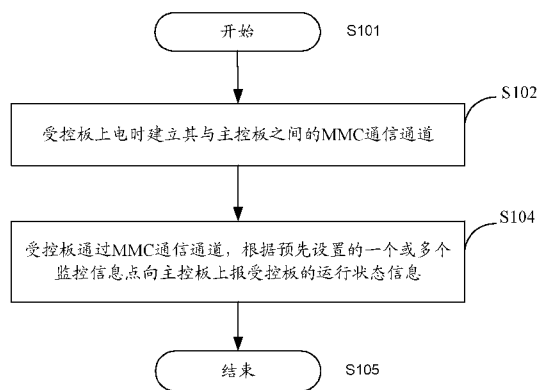 开始
S101
S102
受控板上电时建立其与主控板之间的MMC通信通道
S104
受控板通过MMC通信通道，根据预先设置的一个或多个
监控信息点向主控板上报受控板的运行状态信息
结束
S105